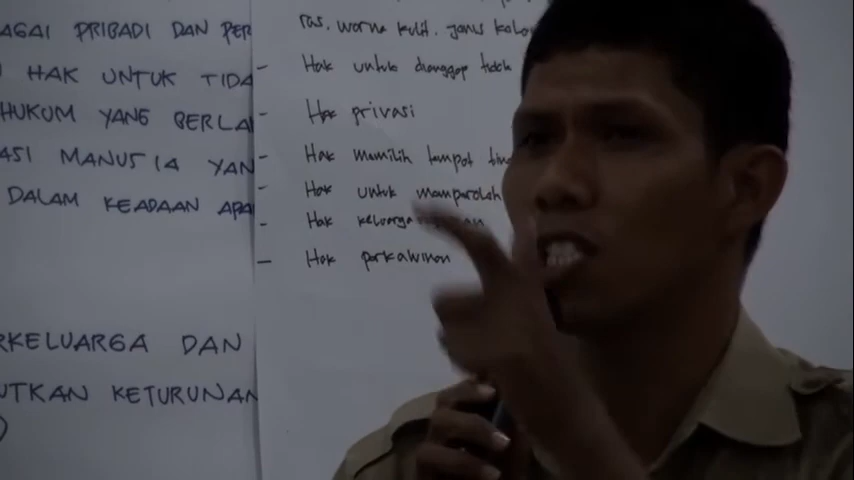 AGAI PRIBADI DAN PER
HAK UNTUK TIDA
HUKUM YANG BERLA
ASI MANUSIA YAN
DALAM KEADAAN APA
RKELUARGA DAN
UTKAN KETURUNAN
)
ras, warna kulit, jenis kela
- Hak untuk dianggap tidak
- Hak privasi
- Hak memilih tempat tin
- Hak untuk memperoleh
- Hak keluarga
- Hak perkawinan